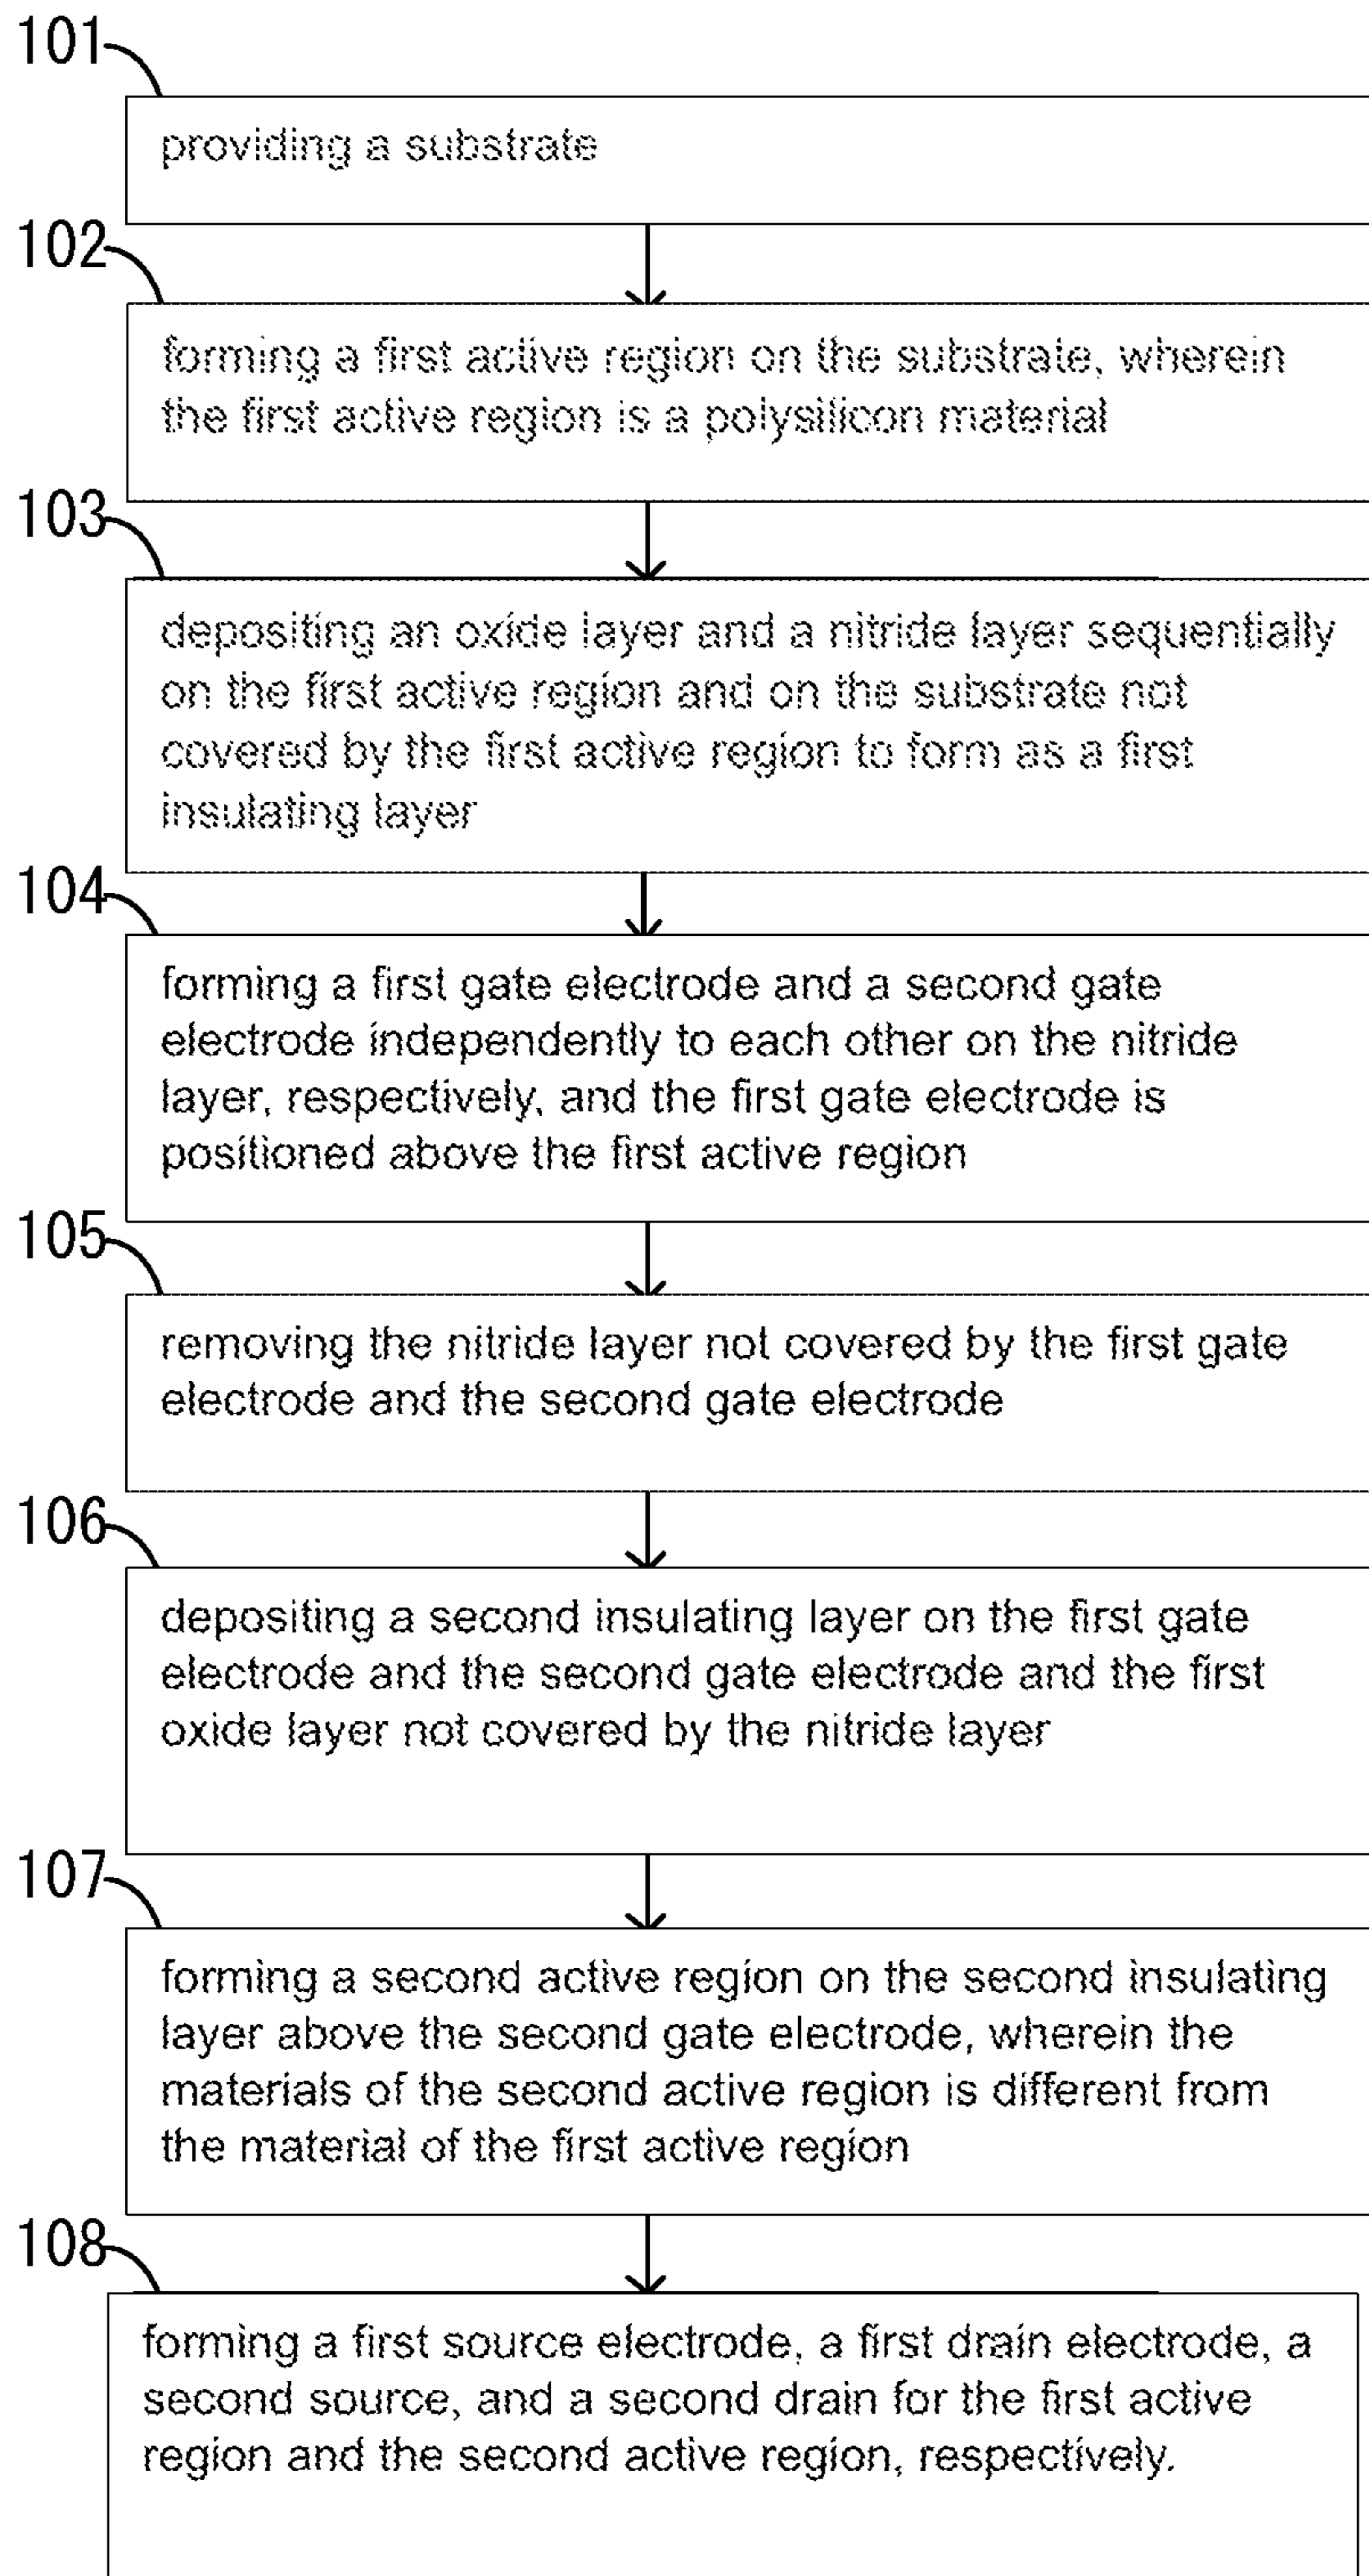 101
providing a substrate
102
forming a first active region on the substrate, wherein
the first active region is a polysilicon material
103
depositing an oxide layer and a nitride layer sequentially
on the first active region and on the substrate not
covered by the first active region to form as a first
insulating layer
104
forming a first gate electrode and a second gate
electrode independently to each other on the nitride
layer, respectively, and the first gate electrode is
positioned above the first active region
105
removing the nitride layer not covered by the first gate
electrode and the second gate electrode
106
depositing a second insulating layer on the first gate
electrode and the second gate electrode and the first
oxide layer not covered by the nitride layer
107
forming a second active region on the second insulating
layer above the second gate electrode, wherein the
materials of the second active region is different from
the material of the first active region
108
forming a first source electrode, a first drain electrode, a
second source, and a second drain for the first active
region and the second active region, respectively.